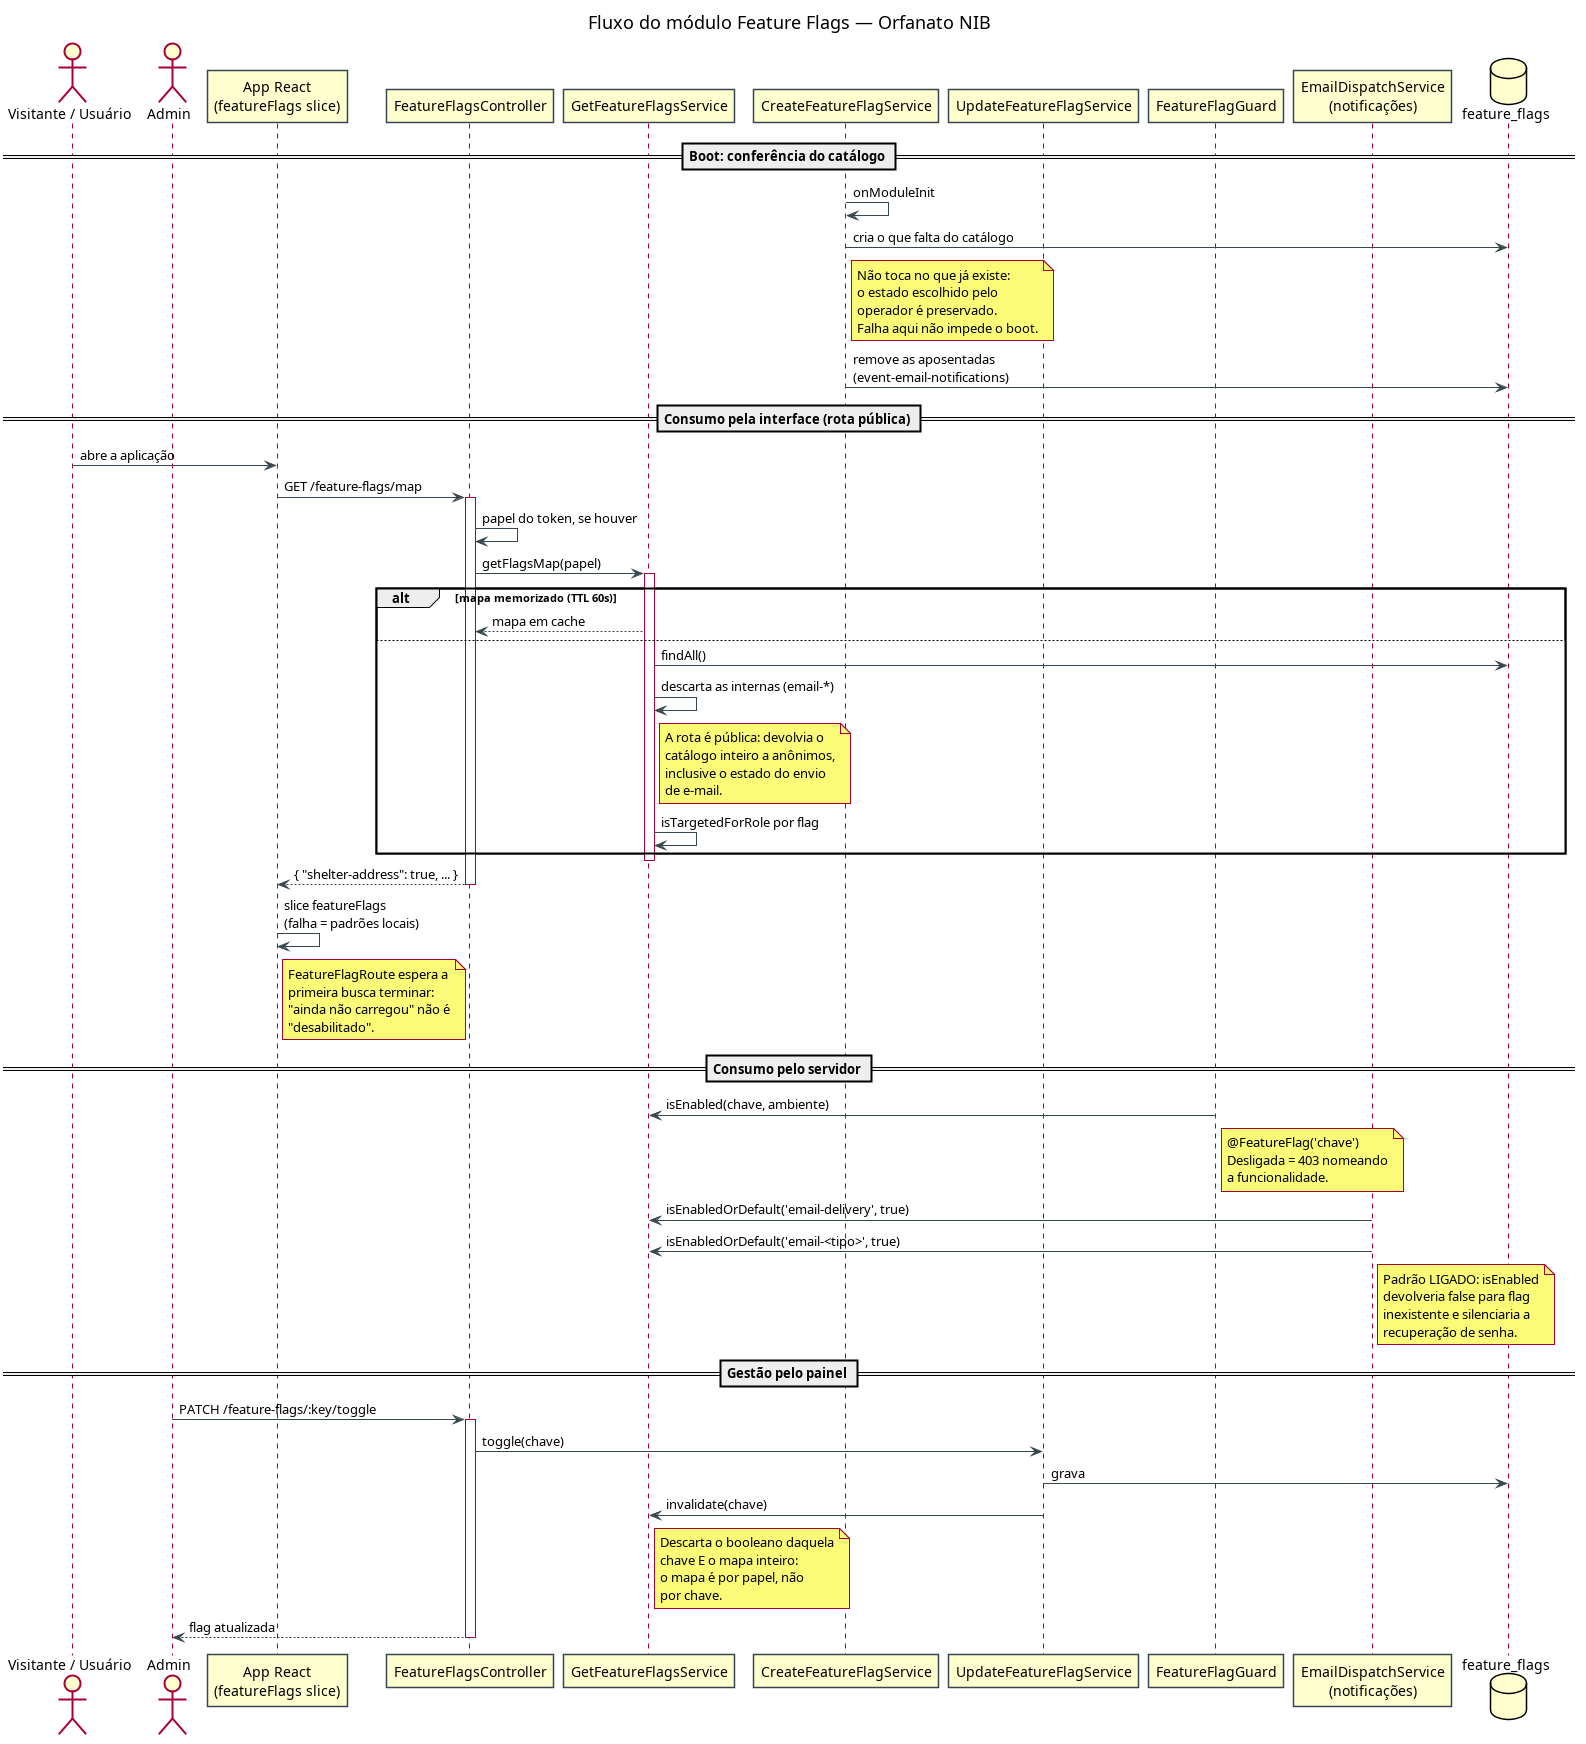 Fluxo do módulo Feature Flags — Orfanato NIB
Visitante / Usuário
Admin
App React
(featureFlags slice)
FeatureFlagsController
GetFeatureFlagsService
CreateFeatureFlagService
UpdateFeatureFlagService
FeatureFlagGuard
EmailDispatchService
(notificações)
feature_flags
Boot: conferência do catálogo
onModuleInit
cria o que falta do catálogo
Não toca no que já existe:
o estado escolhido pelo
operador é preservado.
Falha aqui não impede o boot.
remove as aposentadas
(event-email-notifications)
Consumo pela interface (rota pública)
abre a aplicação
GET /feature-flags/map
papel do token, se houver
getFlagsMap(papel)
alt
[mapa memorizado (TTL 60s)]
mapa em cache
findAll()
descarta as internas (email-*)
A rota é pública: devolvia o
catálogo inteiro a anônimos,
inclusive o estado do envio
de e-mail.
isTargetedForRole por flag
{ "shelter-address": true, ... }
slice featureFlags
(falha = padrões locais)
FeatureFlagRoute espera a
primeira busca terminar:
"ainda não carregou" não é
"desabilitado".
Consumo pelo servidor
isEnabled(chave, ambiente)
@FeatureFlag('chave')
Desligada = 403 nomeando
a funcionalidade.
isEnabledOrDefault('email-delivery', true)
isEnabledOrDefault('email-<tipo>', true)
Padrão LIGADO: isEnabled
devolveria false para flag
inexistente e silenciaria a
recuperação de senha.
Gestão pelo painel
PATCH /feature-flags/:key/toggle
toggle(chave)
grava
invalidate(chave)
Descarta o booleano daquela
chave E o mapa inteiro:
o mapa é por papel, não
por chave.
flag atualizada
Visitante / Usuário
Admin
App React
(featureFlags slice)
FeatureFlagsController
GetFeatureFlagsService
CreateFeatureFlagService
UpdateFeatureFlagService
FeatureFlagGuard
EmailDispatchService
(notificações)
feature_flags